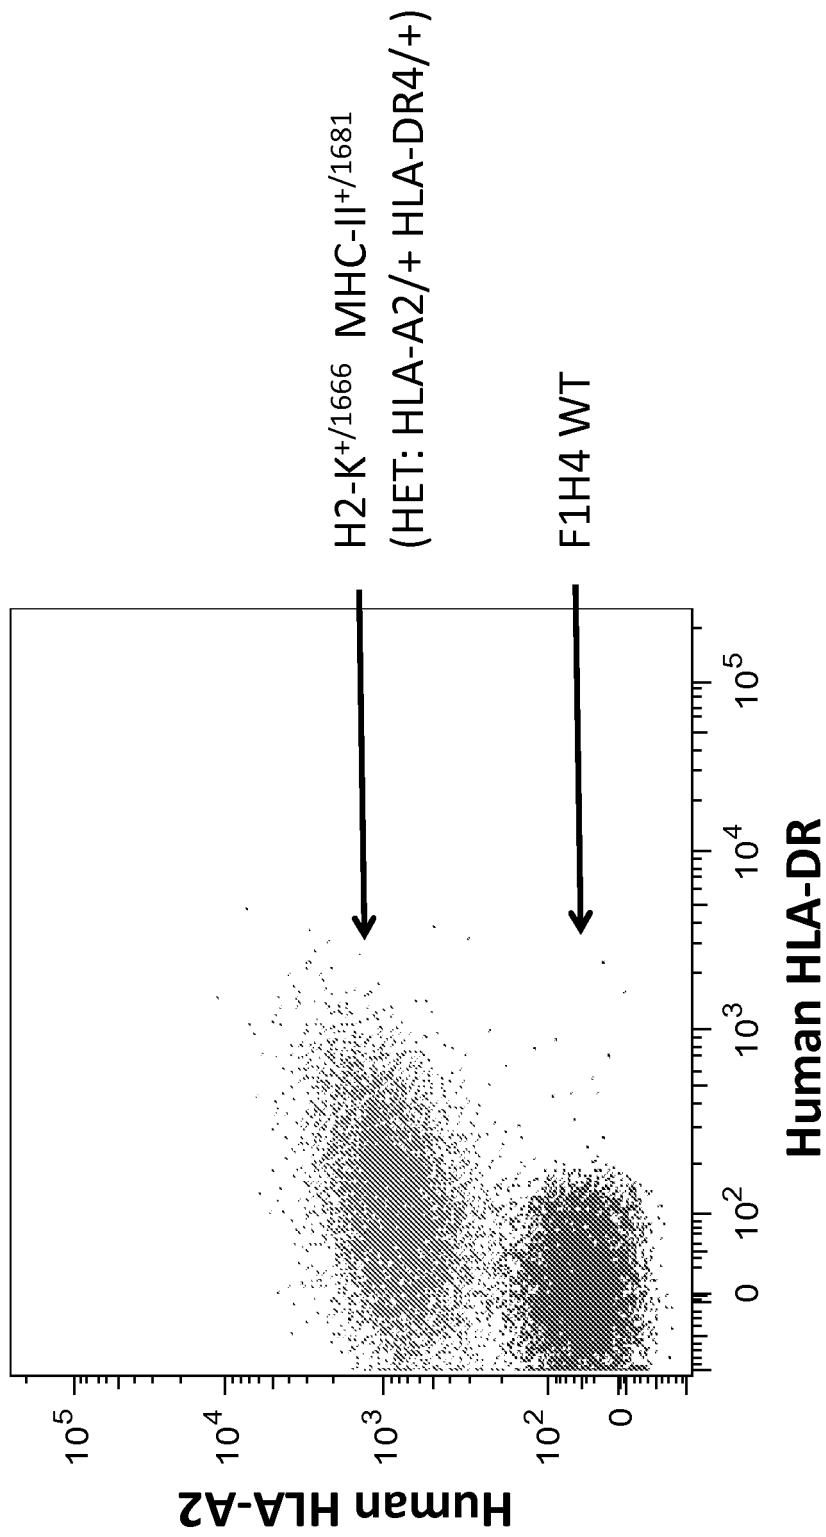 H2-K+/1666 MHC-II+/1681
(HET: HLA-A2/+ HLA-DR4/+)
F1H4 WT
10^5
10^4
10^3
10^2
0
Human HLA-A2
0
10^2
10^3
10^4
10^5
Human HLA-DR